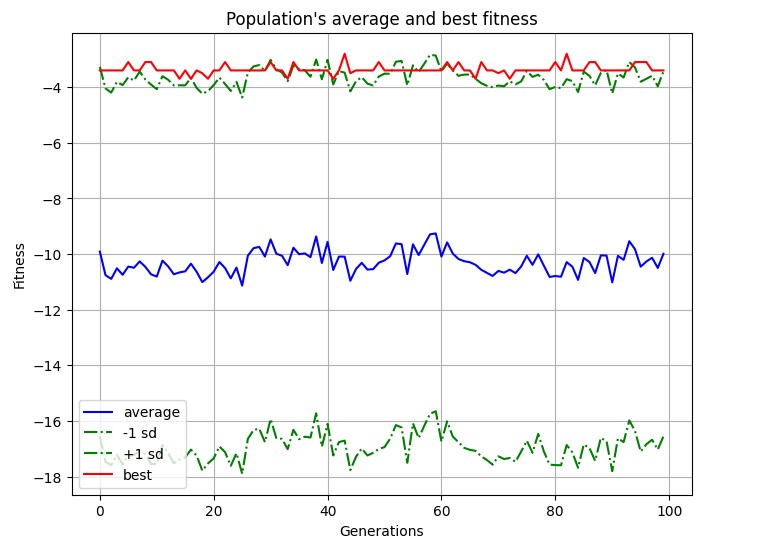 Population's average and best fitness
Fitness
−4
−6
−8
−10
−12
−14
−16
−18
average
-1 sd
+1 sd
best
0 20 40 60 80 100
Generations